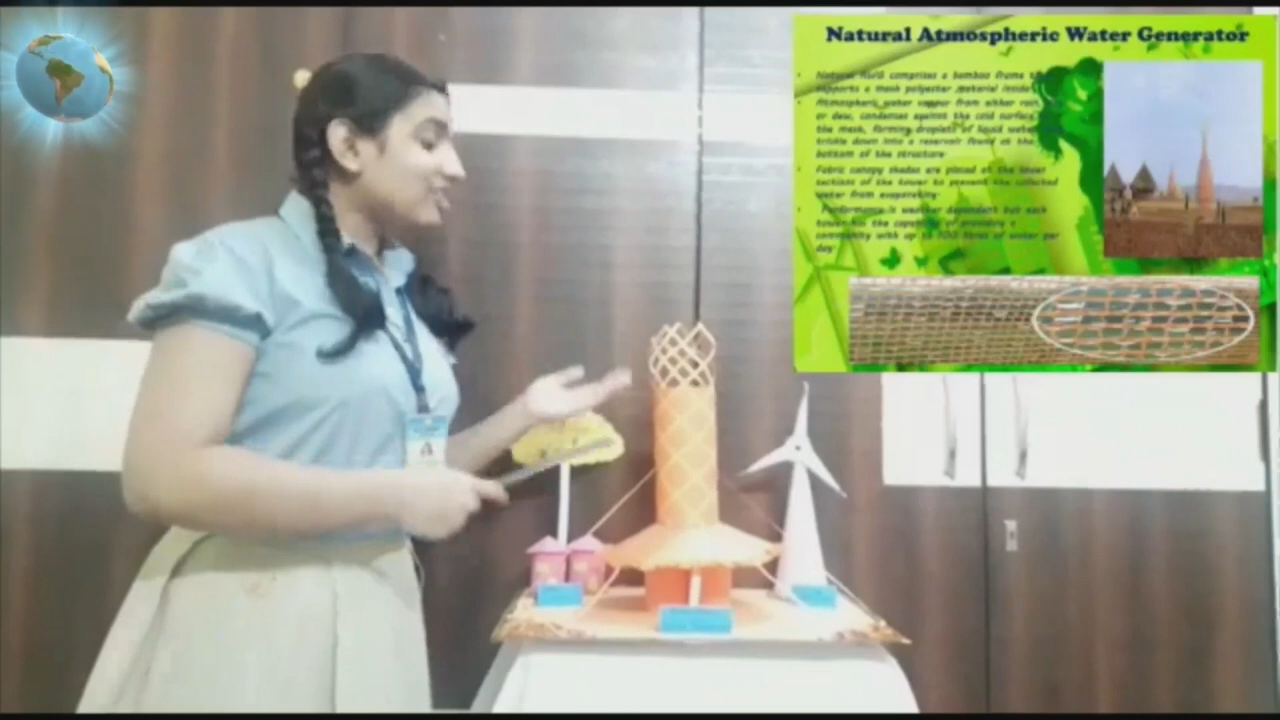 Natural Atmospheric Water Generator
Natural AWG comprises a bamboo frame
supports a mesh polyester material inside
Atmospheric water vapour from either rain,
or dew, condenses against the cold surface
the mesh, forming droplets of liquid water
trickle down into a reservoir found at the
bottom of the structure.
Fabric canopy shades are placed at the lower
sections of the tower to prevent the collected
water from evaporating.
Performance is weather dependent but each
tower has the capability of providing a
community with up to 100 litres of water per
day.